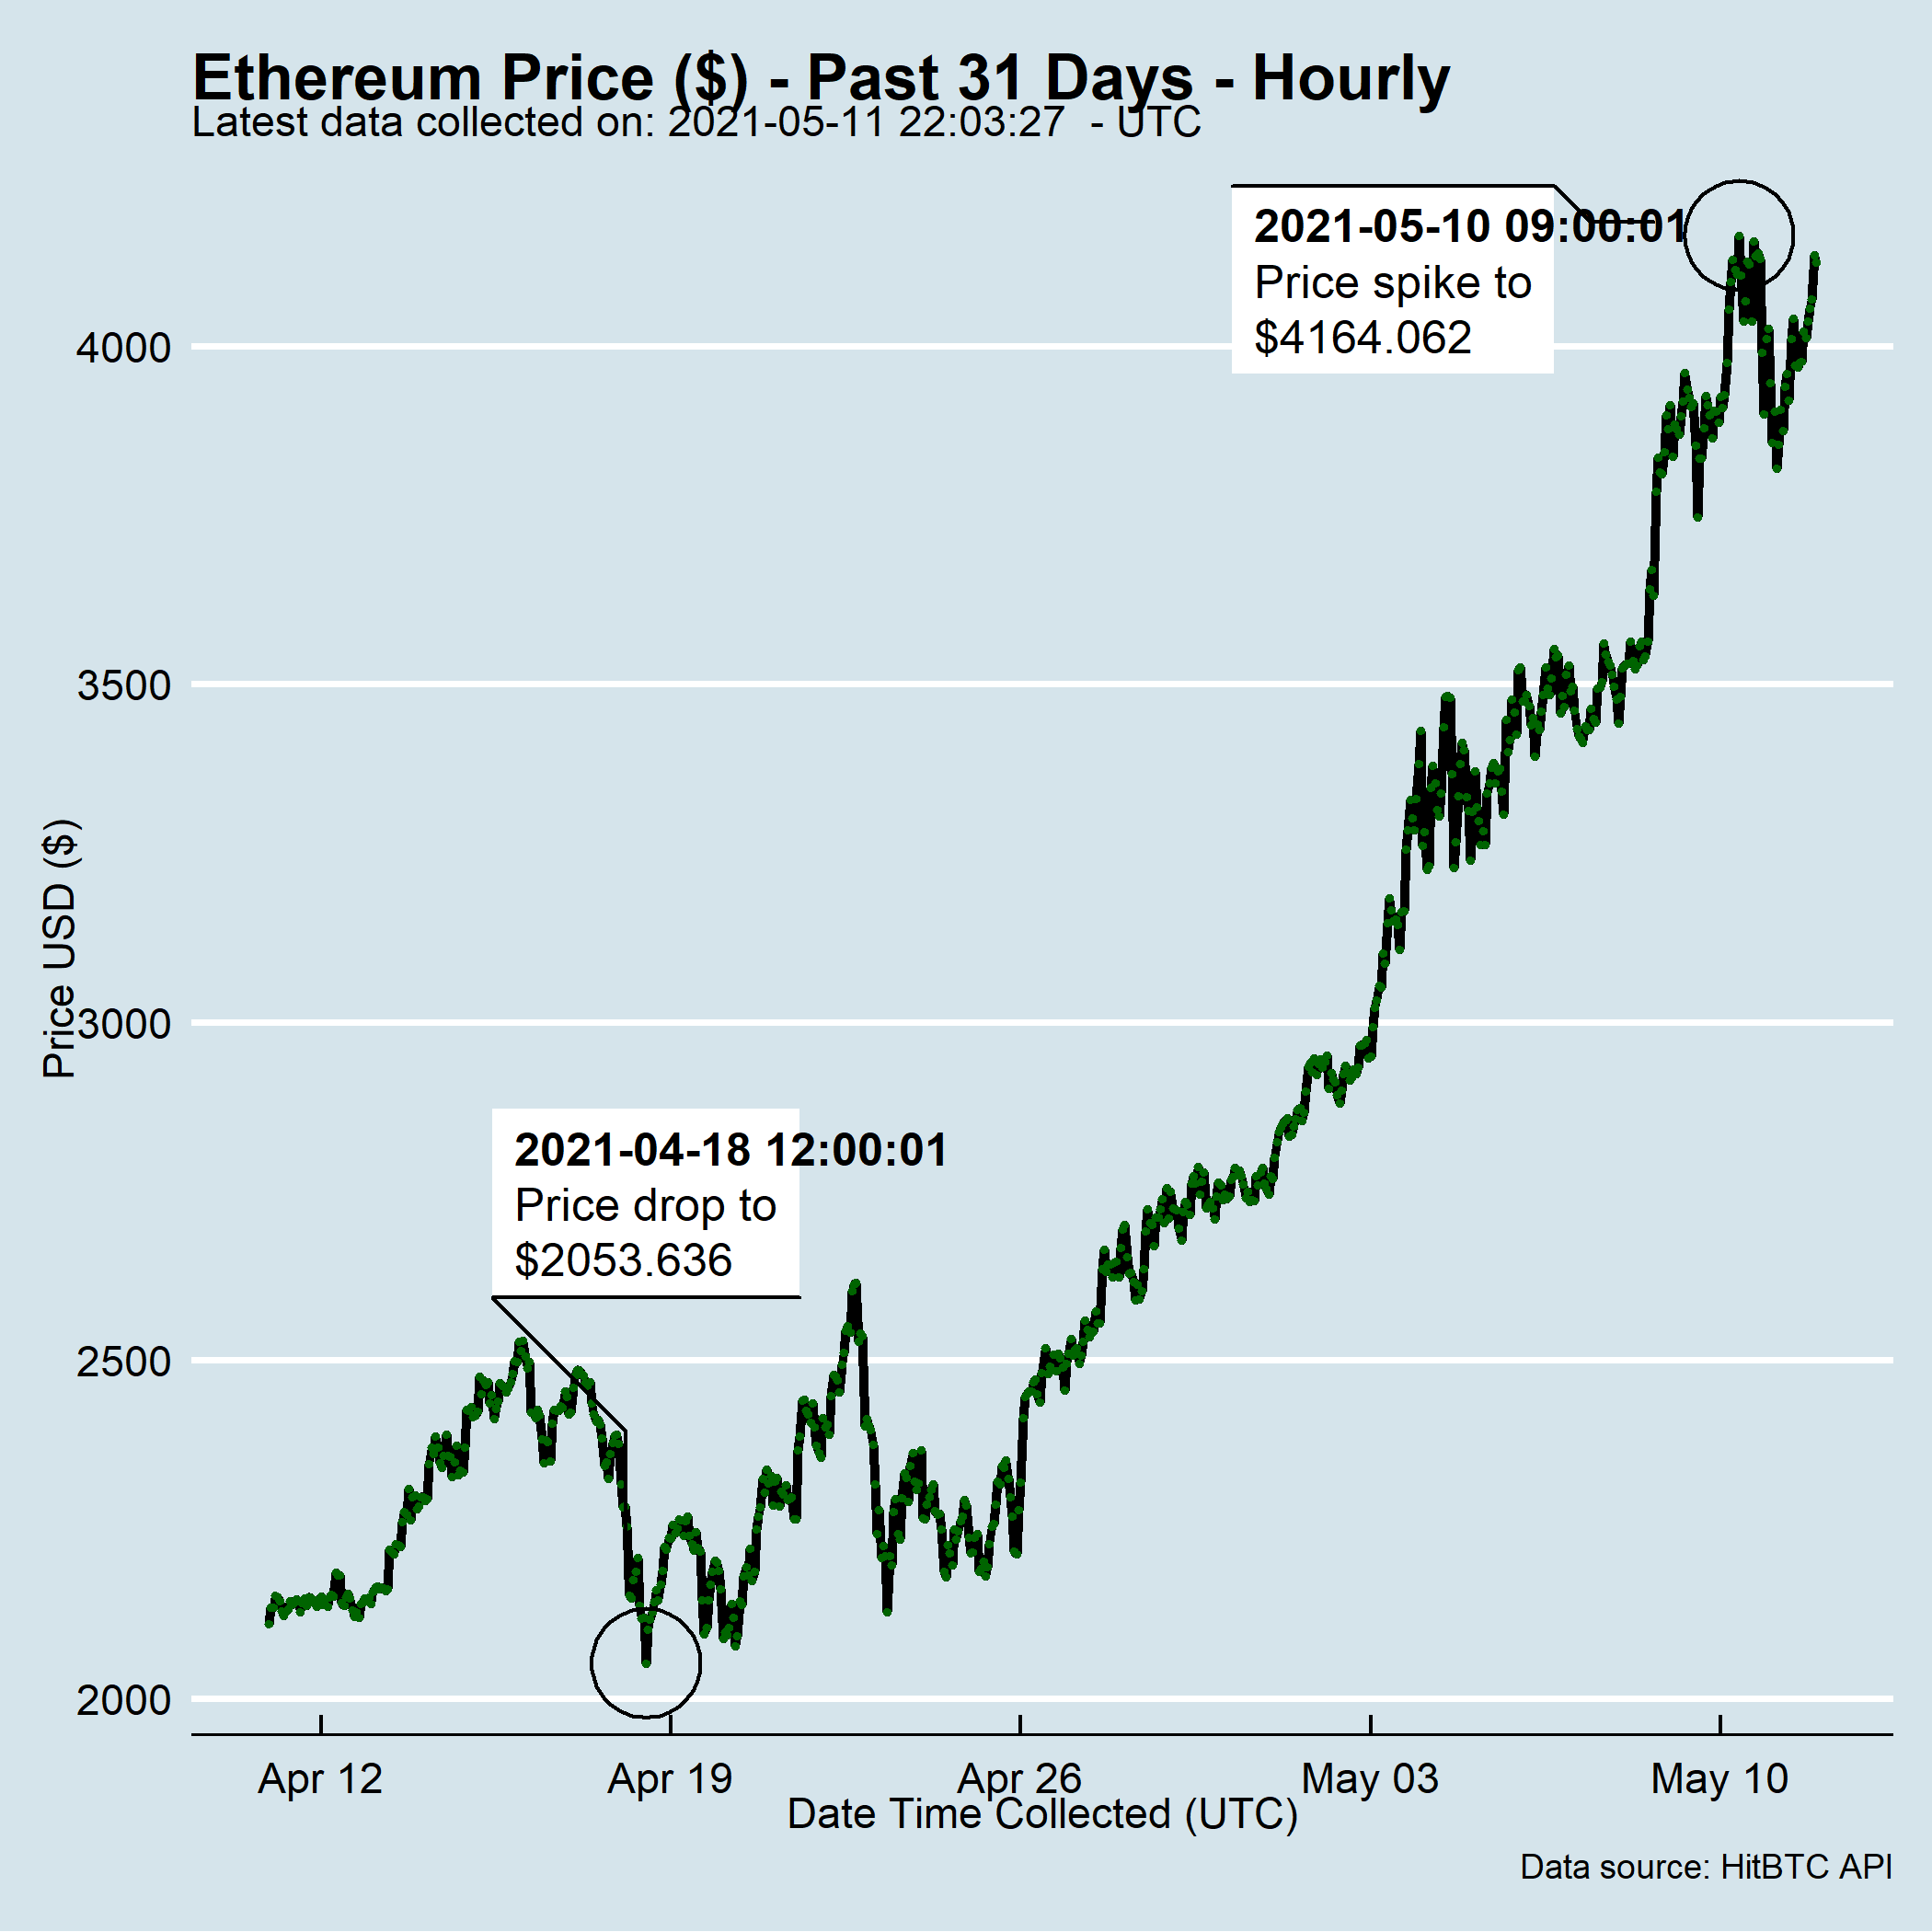 Ethereum Price ($) - Past 31 Days - Hourly
Latest data collected on: 2021-05-11 22:03:27  - UTC
2021-05-10 09:00:01
Price spike to
$4164.062
4000
3500
Price USD ($)
3000
2021-04-18 12:00:01
Price drop to
$2053.636
2500
2000
Apr 12
Apr 19
Apr 26
May 03
May 10
Date Time Collected (UTC)
Data source: HitBTC API